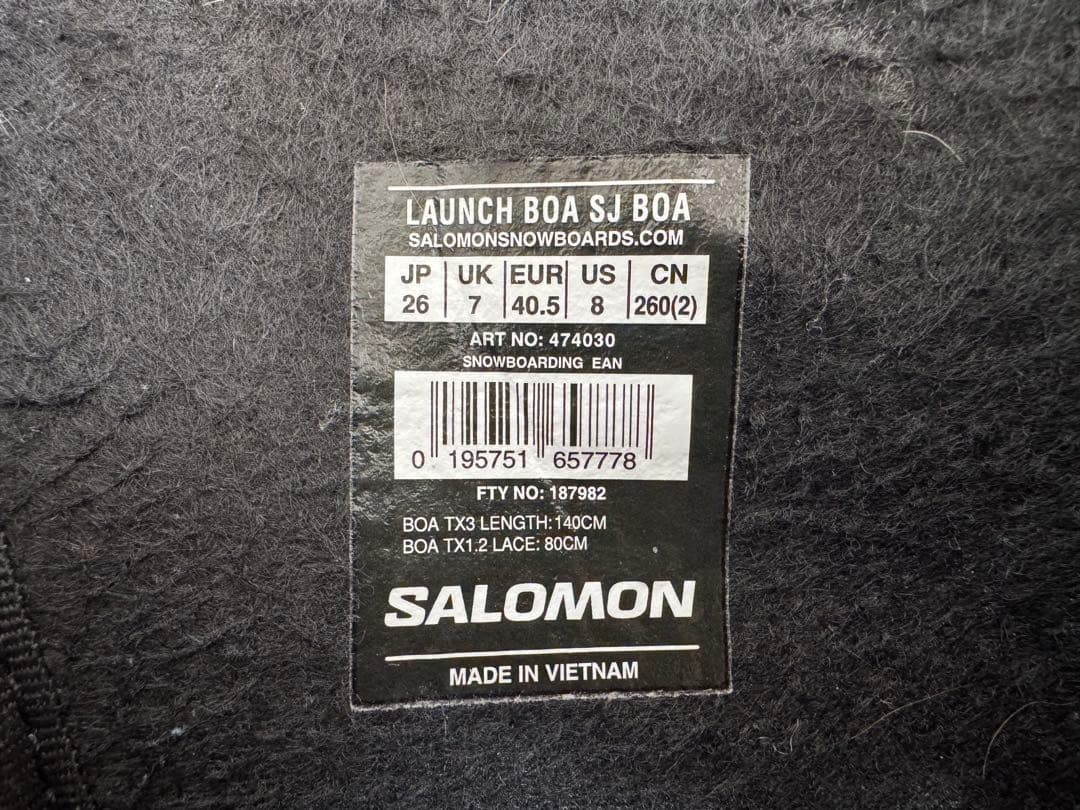 LAUNCH BOA SJ BOA
SALOMONSNOWBOARDS.COM
JP UK EUR US CN
26 7 40.5 8 260(2)
ART NO: 474030
SNOWBOARDING EAN
0 195751 657778
FTY NO: 187982
BOA TX3 LENGTH:140CM
BOA TX1.2 LACE: 80CM
SALOMON
MADE IN VIETNAM